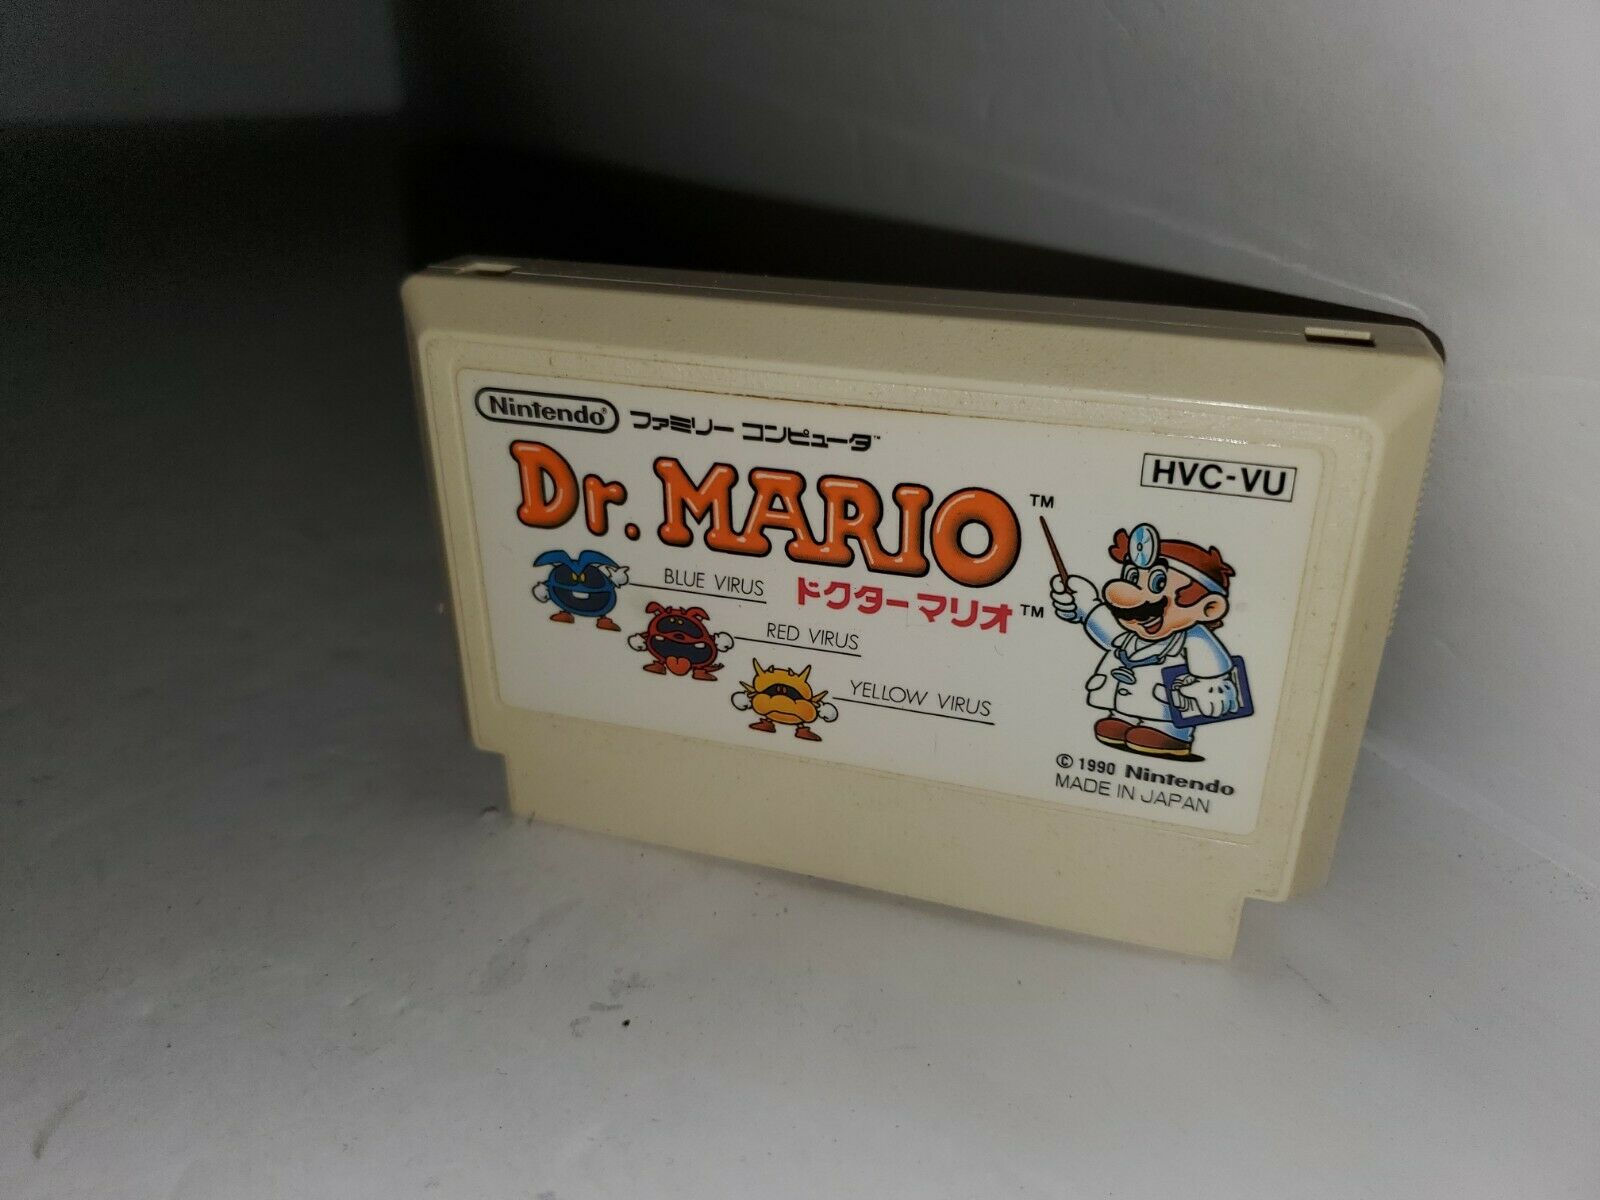 Nintendo® ファミリー コンピュータ™
HVC-VU
Dr. MARIO™
ドクターマリオ™
BLUE VIRUS
RED VIRUS
YELLOW VIRUS
© 1990 Nintendo
MADE IN JAPAN